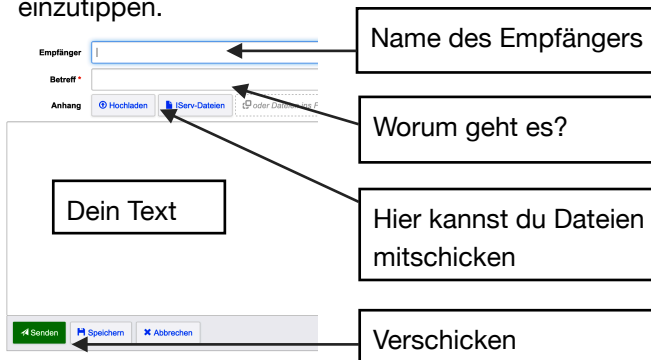 einzutippen.
Empfänger
Name des Empfängers
Betreff *
Anhang Hochladen IServ-Dateien oder Dateien ins
Worum geht es?
Dein Text
Hier kannst du Dateien
mitschicken
Senden Speichern Abbrechen
Verschicken